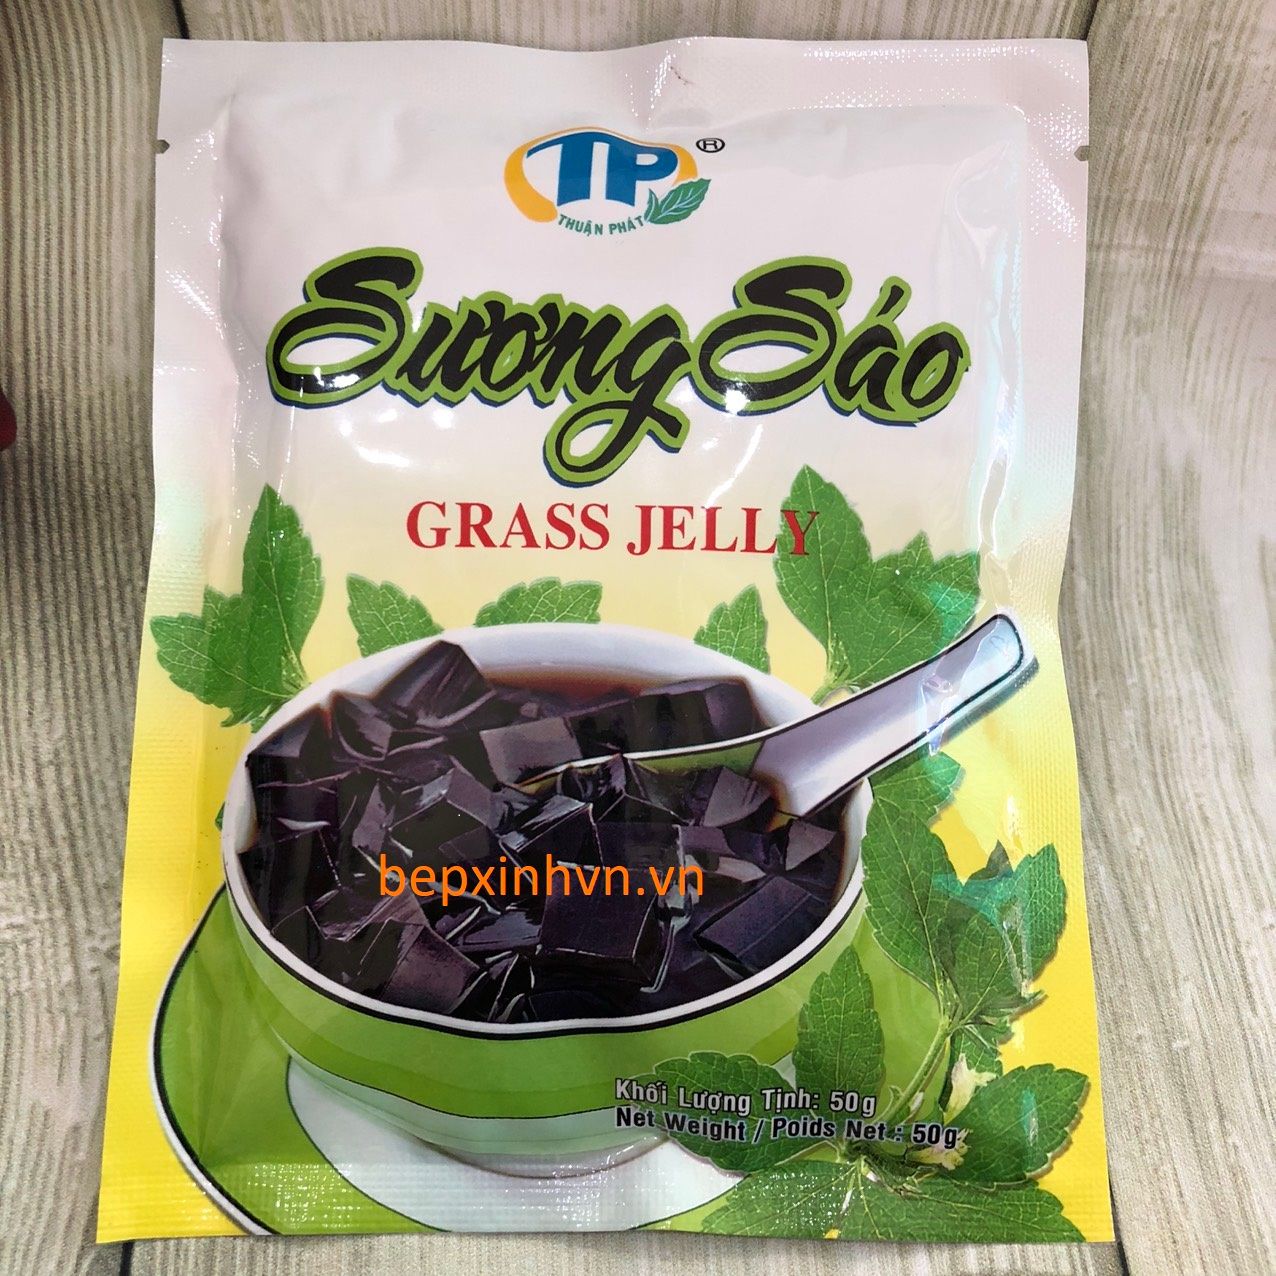 TP ®
THUẬN PHÁT
Sương Sáo
GRASS JELLY
bepxinhvn.vn
Khối Lượng Tịnh: 50g
Net Weight / Poids Net : 50g